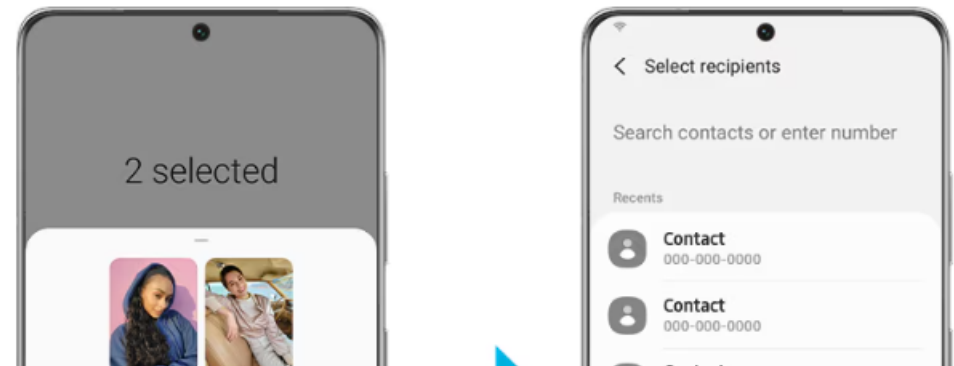 2 selected
Select recipients
Search contacts or enter number
Recents
Contact
000-000-0000
Contact
000-000-0000